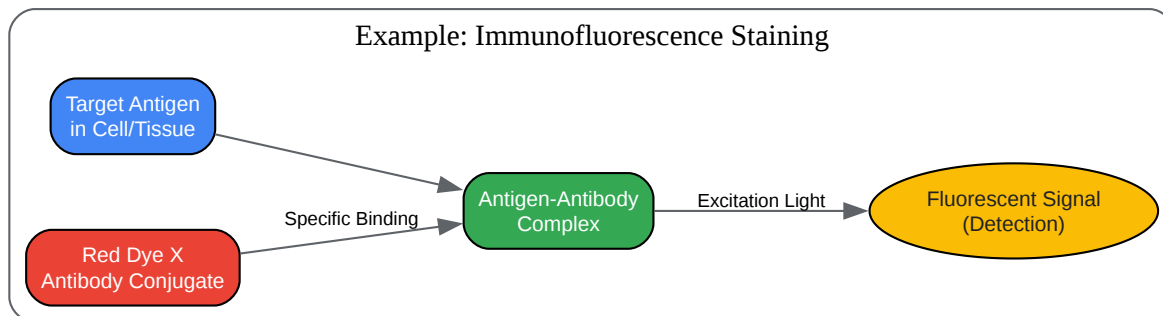 Example: Immunofluorescence Staining
Target Antigen
in Cell/Tissue
Specific Binding
Red Dye X
Antibody Conjugate
Antigen-Antibody
Complex
Excitation Light
Fluorescent Signal
(Detection)